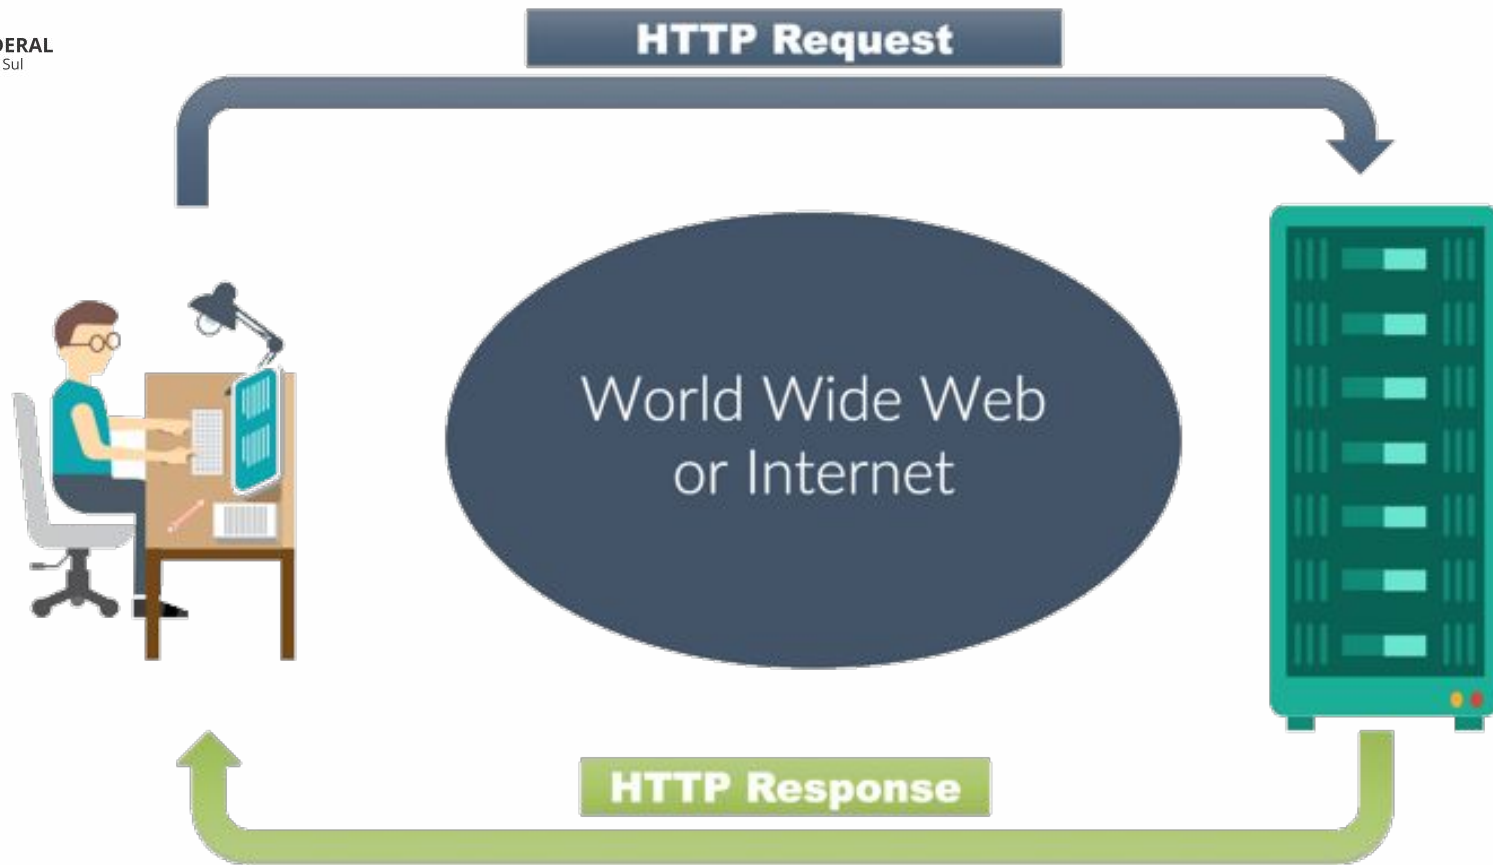 DERAL
Sul
HTTP Request
World Wide Web
or Internet
HTTP Response